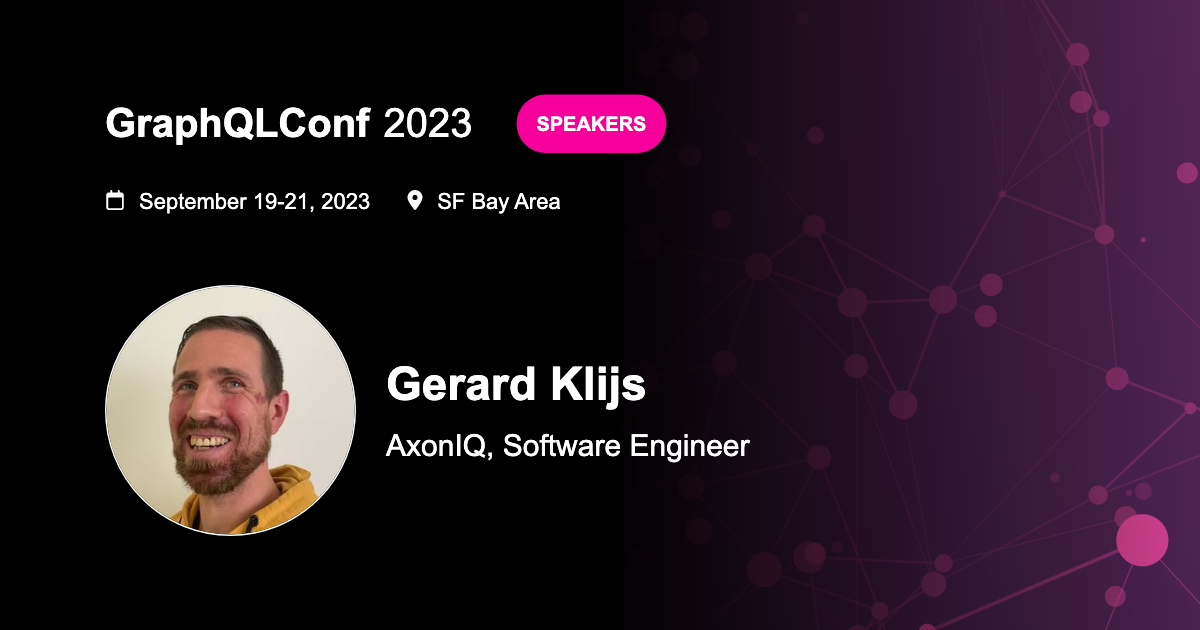 GraphQLConf 2023 SPEAKERS
September 19-21, 2023 SF Bay Area
Gerard Klijs
AxonIQ, Software Engineer